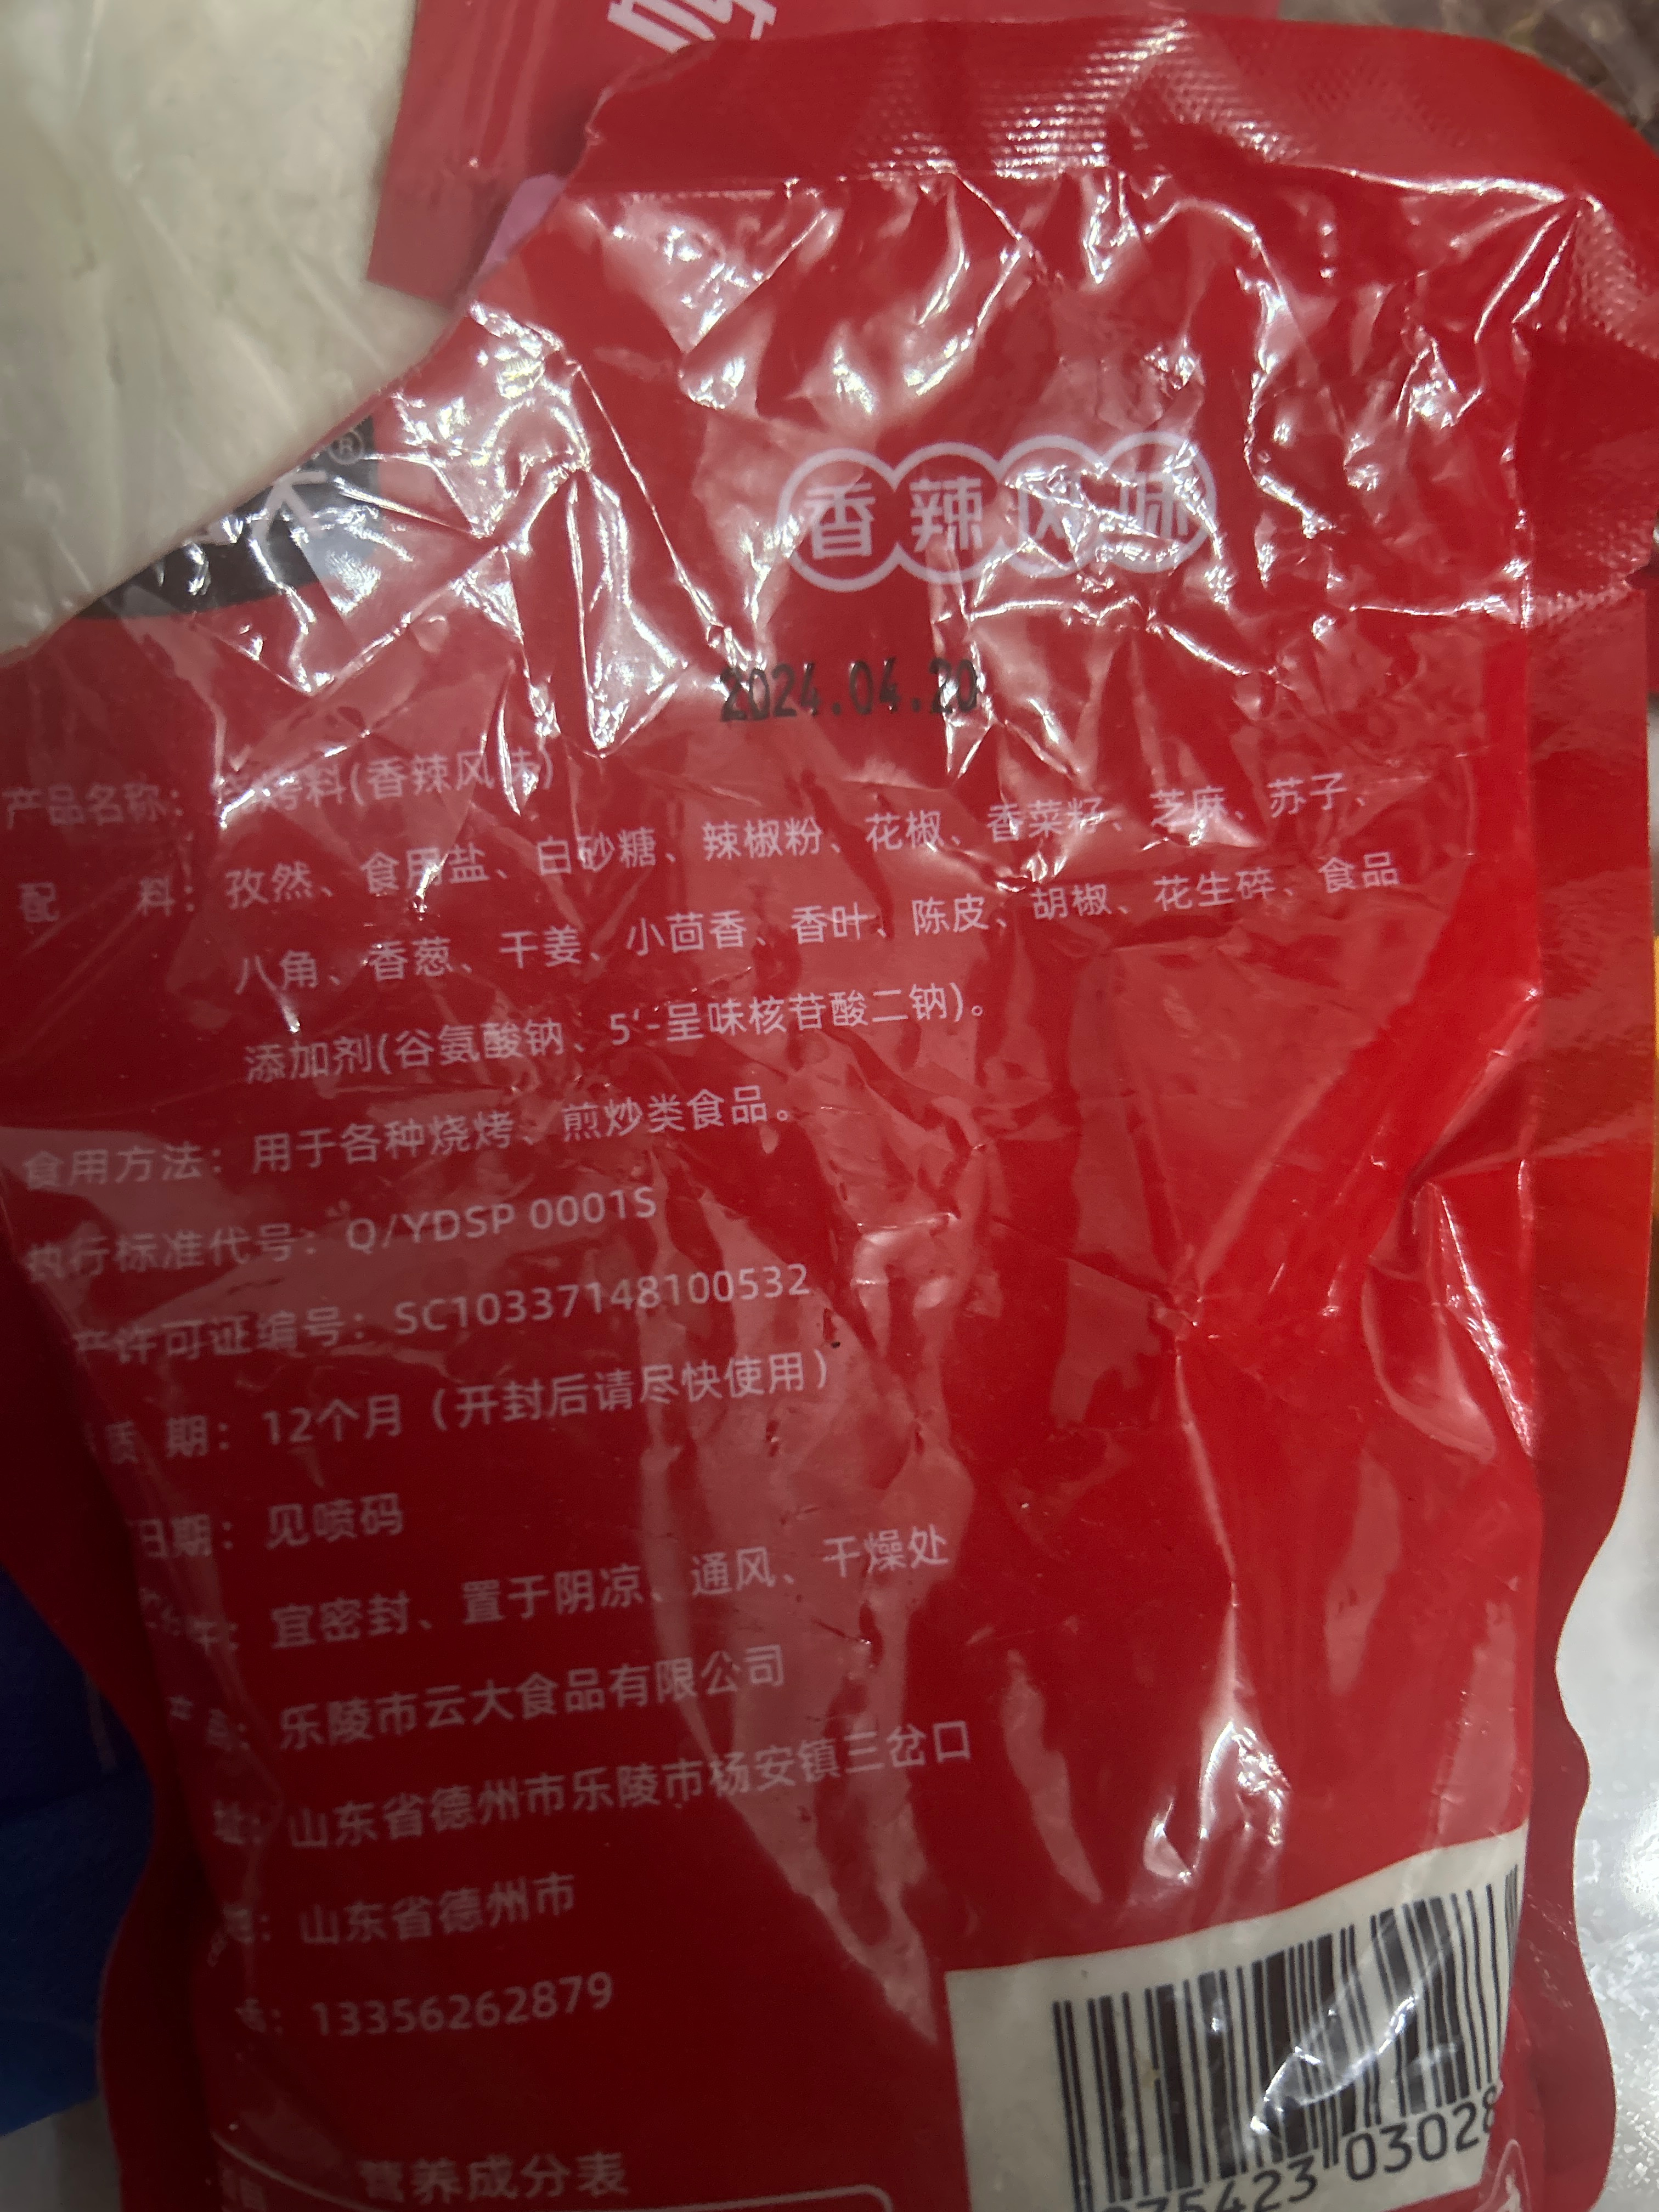 大®
香辣风味
2024.04.20
产品名称： 烤料(香辣风味)
配 料：孜然、食用盐、白砂糖、辣椒粉、花椒、香菜籽、芝麻、苏子、
八角、香葱、干姜、小茴香、香叶、陈皮、胡椒、花生碎、食品
添加剂(谷氨酸钠、5'-呈味核苷酸二钠)。
食用方法：用于各种烧烤、煎炒类食品。
执行标准代号：Q/YDSP 0001S
产许可证编号：SC10337148100532
质 期：12个月（开封后请尽快使用）
日期：见喷码
件：宜密封、置于阴凉、通风、干燥处
商：乐陵市云大食品有限公司
址：山东省德州市乐陵市杨安镇三岔口
地：山东省德州市
话：13356262879
营养成分表
75423 03028